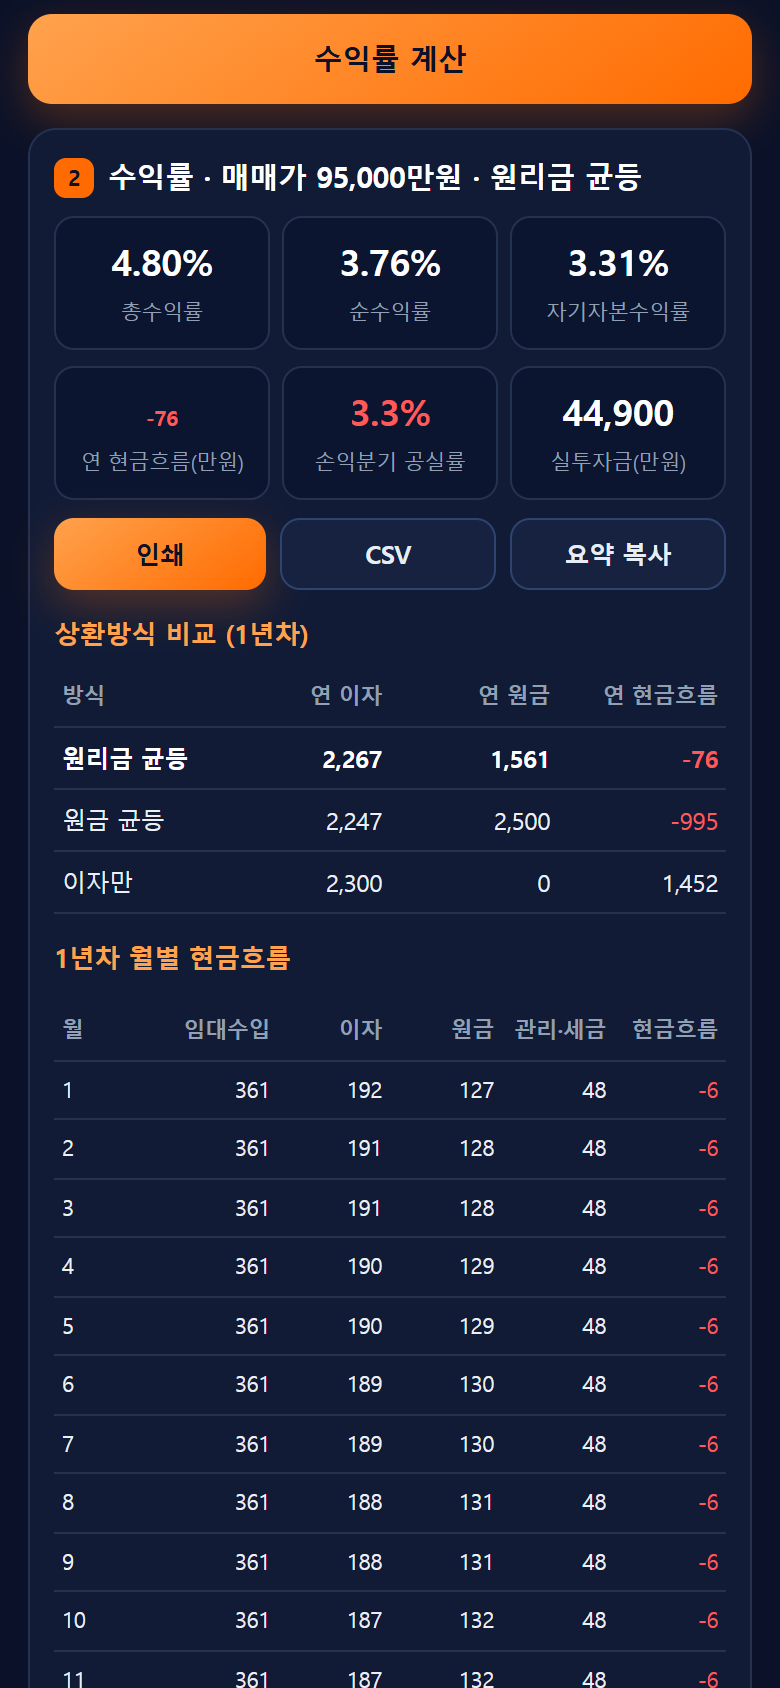 수익률 계산
2 수익률 · 매매가 95,000만원 · 원리금 균등
4.80% 3.76% 3.31%
총수익률 순수익률 자기자본수익률
-76 3.3% 44,900
연 현금흐름(만원) 손익분기 공실률 실투자금(만원)
인쇄 CSV 요약 복사
상환방식 비교 (1년차)
방식 연 이자 연 원금 연 현금흐름
원리금 균등 2,267 1,561 -76
원금 균등 2,247 2,500 -995
이자만 2,300 0 1,452
1년차 월별 현금흐름
월 임대수입 이자 원금 관리·세금 현금흐름
1 361 192 127 48 -6
2 361 191 128 48 -6
3 361 191 128 48 -6
4 361 190 129 48 -6
5 361 190 129 48 -6
6 361 189 130 48 -6
7 361 189 130 48 -6
8 361 188 131 48 -6
9 361 188 131 48 -6
10 361 187 132 48 -6
11 361 187 132 48 -6